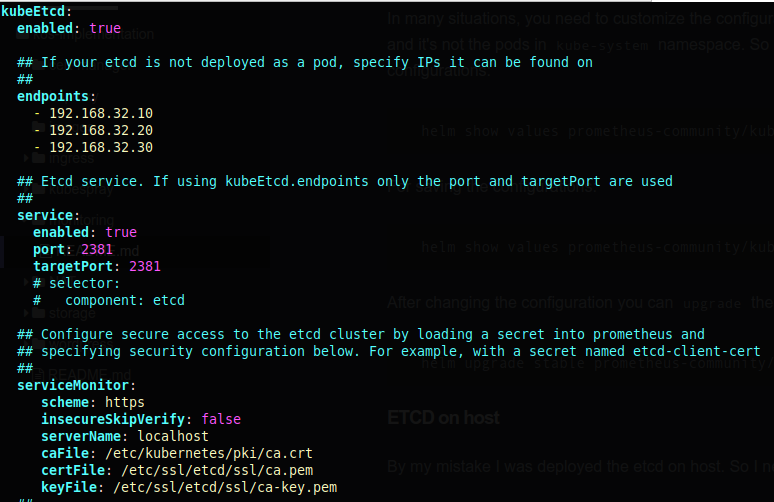 kubeEtcd:
  enabled: true
  ## If your etcd is not deployed as a pod, specify IPs it can be found on
  ##
  endpoints:
    - 192.168.32.10
    - 192.168.32.20
    - 192.168.32.30
  ## Etcd service. If using kubeEtcd.endpoints only the port and targetPort are used
  ##
  service:
    enabled: true
    port: 2381
    targetPort: 2381
    # selector:
    #   component: etcd
  ## Configure secure access to the etcd cluster by loading a secret into prometheus and
  ## specifying security configuration below. For example, with a secret named etcd-client-cert
  ##
  serviceMonitor:
     scheme: https
     insecureSkipVerify: false
     serverName: localhost
     caFile: /etc/kubernetes/pki/ca.crt
     certFile: /etc/ssl/etcd/ssl/ca.pem
     keyFile: /etc/ssl/etcd/ssl/ca-key.pem
  ##
In many situations, you need to customize the configur
and it's not the pods in kube-system namespace. So
configurations.
helm show values prometheus-community/kub
helm show values prometheus-community/kub
After changing the configuration you can upgrade the
helm upgrade stable prometheus-community/
ETCD on host
By my mistake I was deployed the etcd on host. So I ne
ingress
storage
README.md